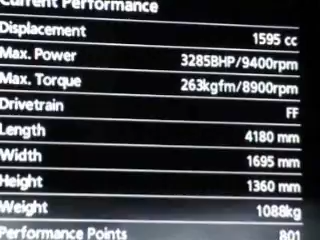 Current Performance
Displacement 1595 cc
Max. Power 3285BHP/9400rpm
Max. Torque 263kgfm/8900rpm
Drivetrain FF
Length 4180 mm
Width 1695 mm
Height 1360 mm
Weight 1088kg
Performance Points 801